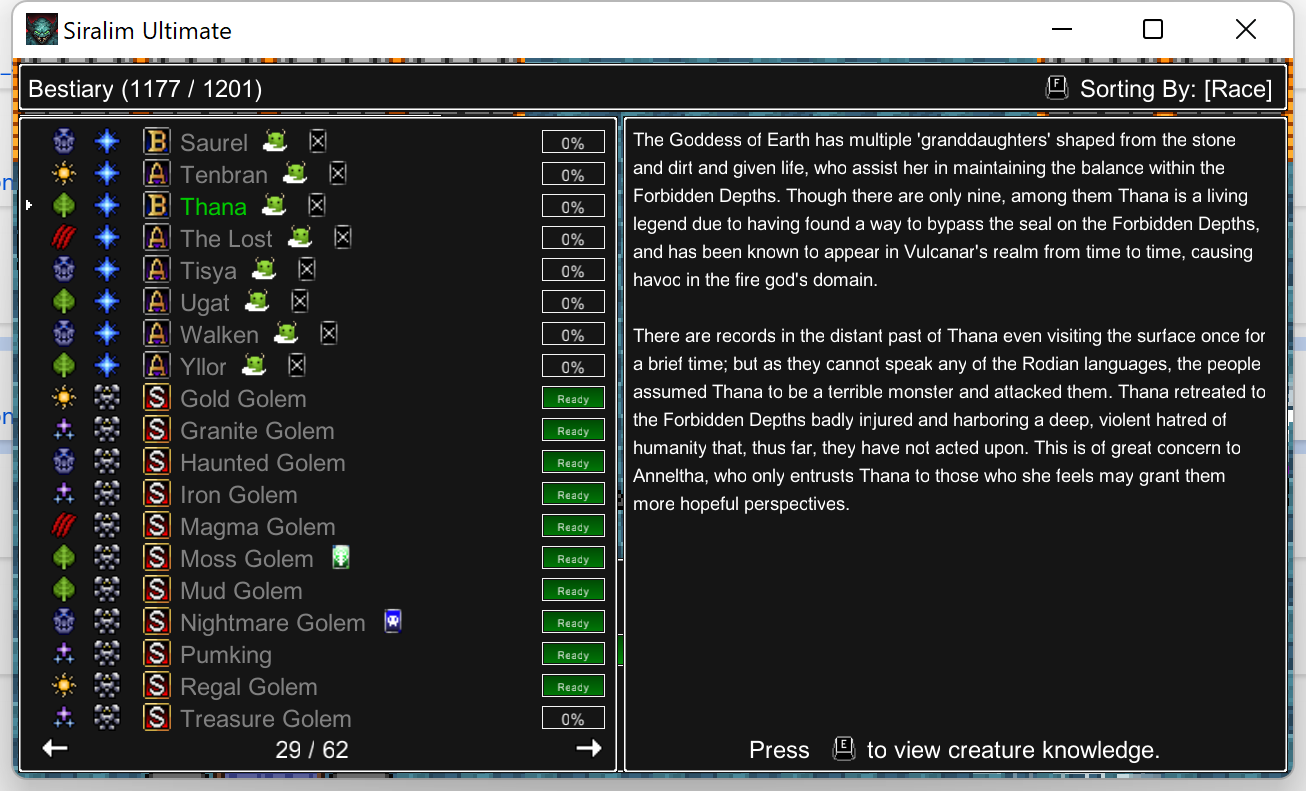 Siralim Ultimate
Bestiary (1177 / 1201)
F Sorting By: [Race]
B Saurel 0%
A Tenbran 0%
B Thana 0%
A The Lost 0%
A Tisya 0%
A Ugat 0%
A Walken 0%
A Yllor 0%
S Gold Golem Ready
S Granite Golem Ready
S Haunted Golem Ready
S Iron Golem Ready
S Magma Golem Ready
S Moss Golem Ready
S Mud Golem Ready
S Nightmare Golem Ready
S Pumking Ready
S Regal Golem Ready
S Treasure Golem 0%
29 / 62
The Goddess of Earth has multiple 'granddaughters' shaped from the stone
and dirt and given life, who assist her in maintaining the balance within the
Forbidden Depths. Though there are only nine, among them Thana is a living
legend due to having found a way to bypass the seal on the Forbidden Depths,
and has been known to appear in Vulcanar's realm from time to time, causing
havoc in the fire god's domain.
There are records in the distant past of Thana even visiting the surface once for
a brief time; but as they cannot speak any of the Rodian languages, the people
assumed Thana to be a terrible monster and attacked them. Thana retreated to
the Forbidden Depths badly injured and harboring a deep, violent hatred of
humanity that, thus far, they have not acted upon. This is of great concern to
Anneltha, who only entrusts Thana to those who she feels may grant them
more hopeful perspectives.
Press E to view creature knowledge.